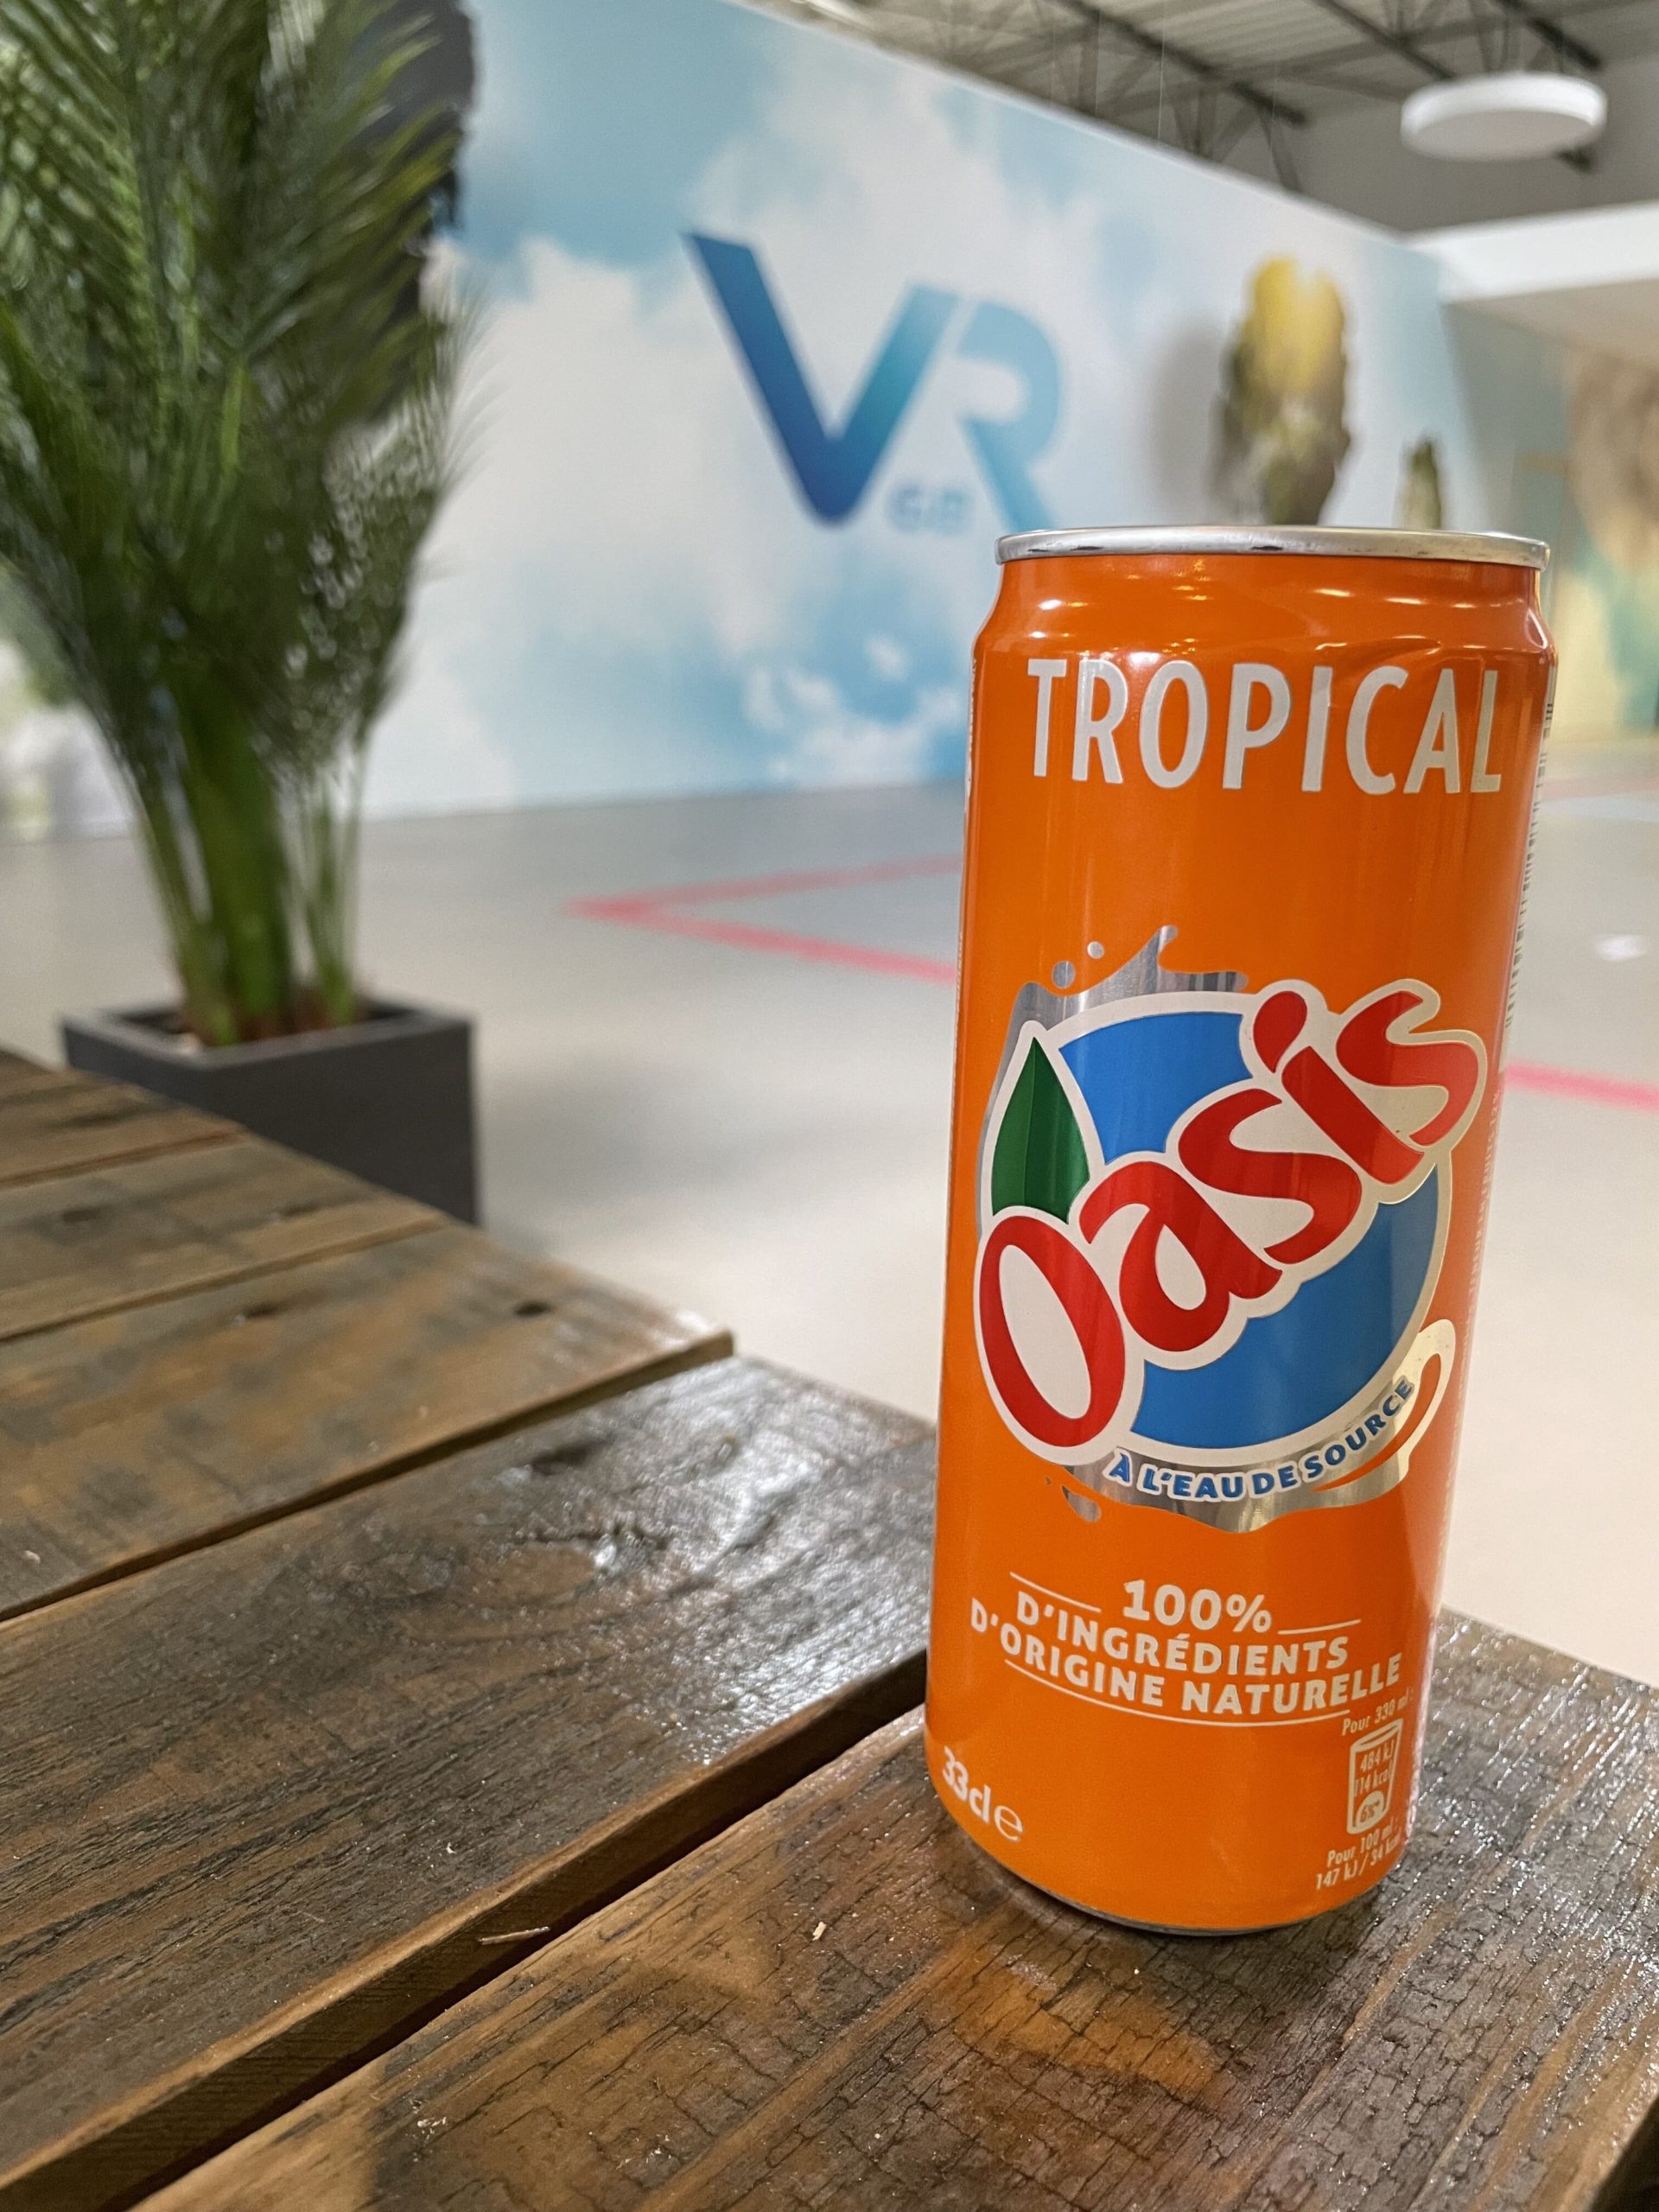 VR
TROPICAL
Oasis
À L'EAU DE SOURCE
100%
D'INGRÉDIENTS
D'ORIGINE NATURELLE
Pour 330 ml
484 kJ
114 kcal
6%*
33cl e
Pour 100 ml
147 kJ / 34